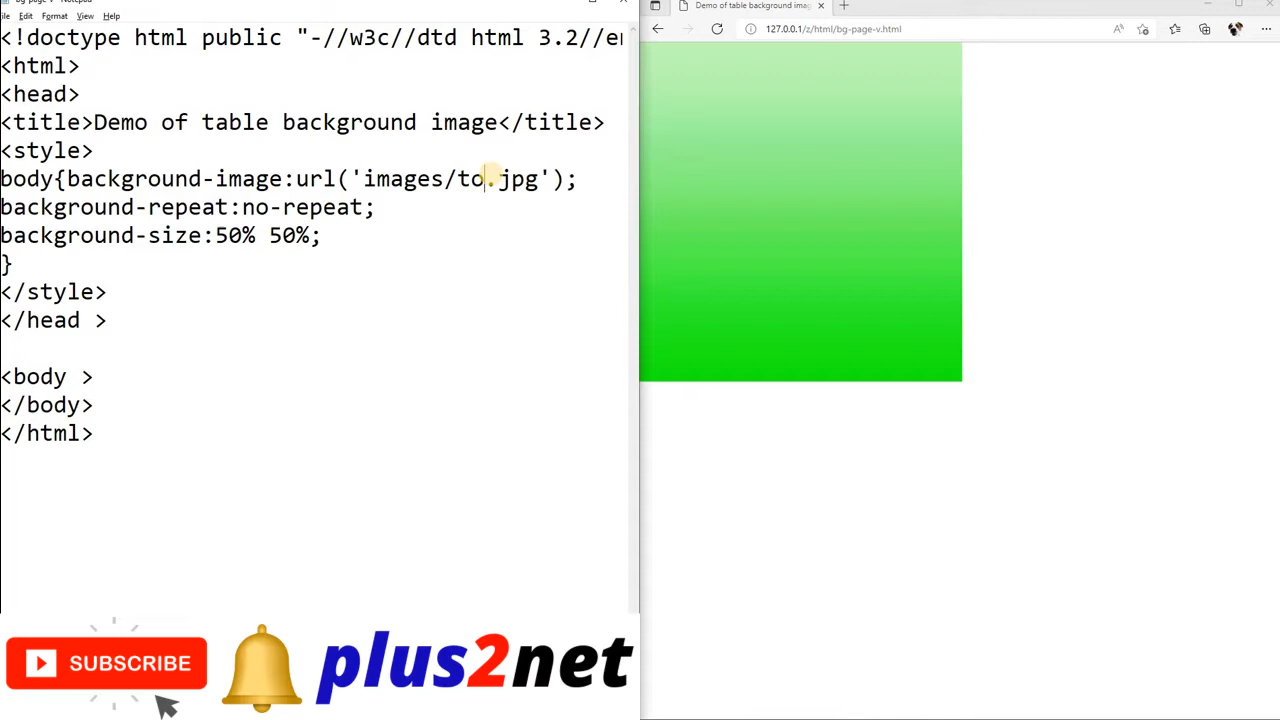 File Edit Format View Help
<!doctype html public "-//w3c//dtd html 3.2//en
<html>
<head>
<title>Demo of table background image</title>
<style>
body{background-image:url('images/to.jpg');
background-repeat:no-repeat;
background-size:50% 50%;
}
</style>
</head >
<body >
</body>
</html>
SUBSCRIBE
plus2net
Demo of table background imag
127.0.0.1/z/html/bg-page-v.html